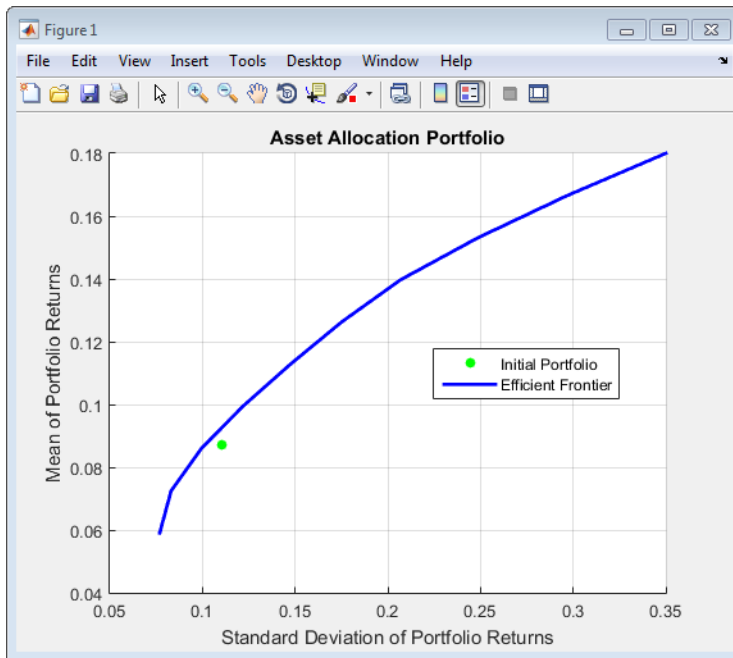 Figure 1
File Edit View Insert Tools Desktop Window Help
Asset Allocation Portfolio
0.18
0.16
0.14
0.12
0.1
0.08
0.06
0.04
Mean of Portfolio Returns
Initial Portfolio
Efficient Frontier
0.05 0.1 0.15 0.2 0.25 0.3 0.35
Standard Deviation of Portfolio Returns